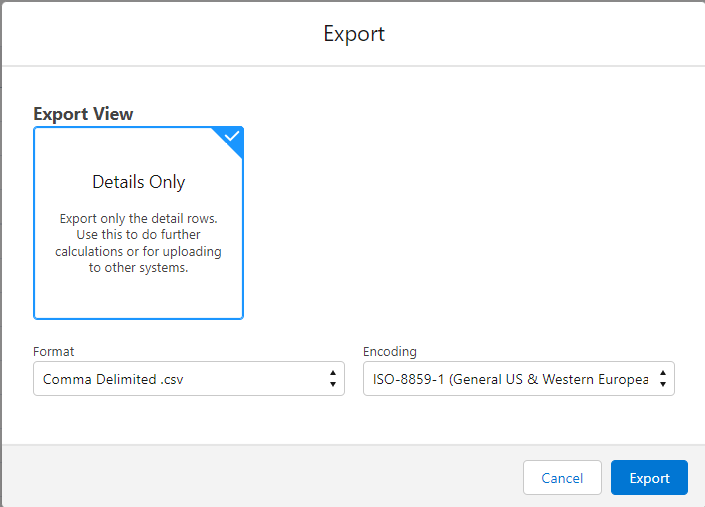 Export
Export View
Details Only
Export only the detail rows.
Use this to do further
calculations or for uploading
to other systems.
Format
Encoding
Comma Delimited .csv
ISO-8859-1 (General US & Western Europea
Cancel
Export